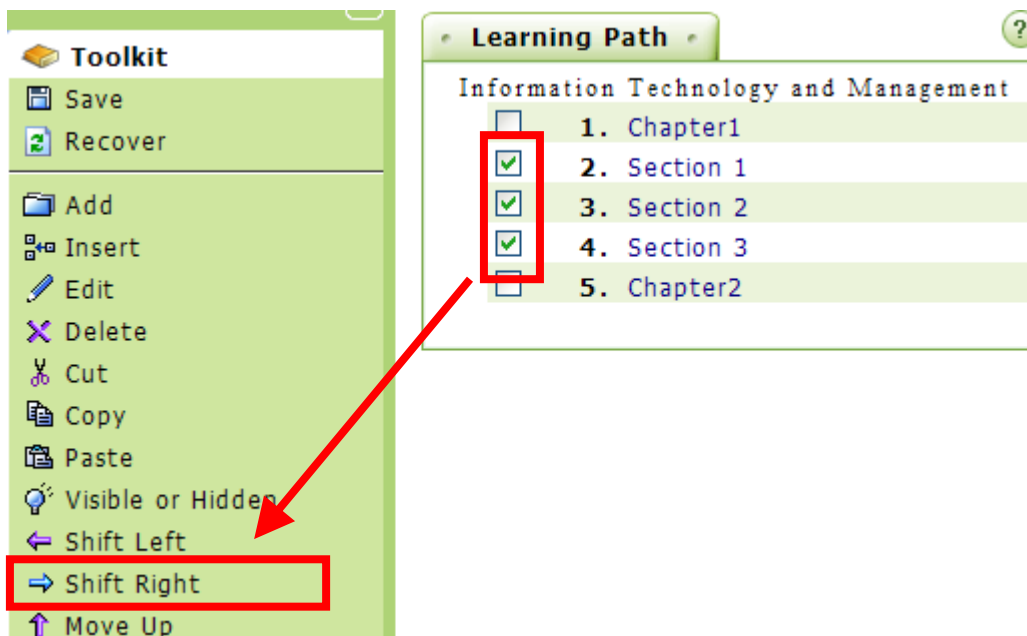 Toolkit
Save
Recover
Add
Insert
Edit
Delete
Cut
Copy
Paste
Visible or Hidden
Shift Left
Shift Right
Move Up
Learning Path
?
Information Technology and Management
1. Chapter1
2. Section 1
3. Section 2
4. Section 3
5. Chapter2